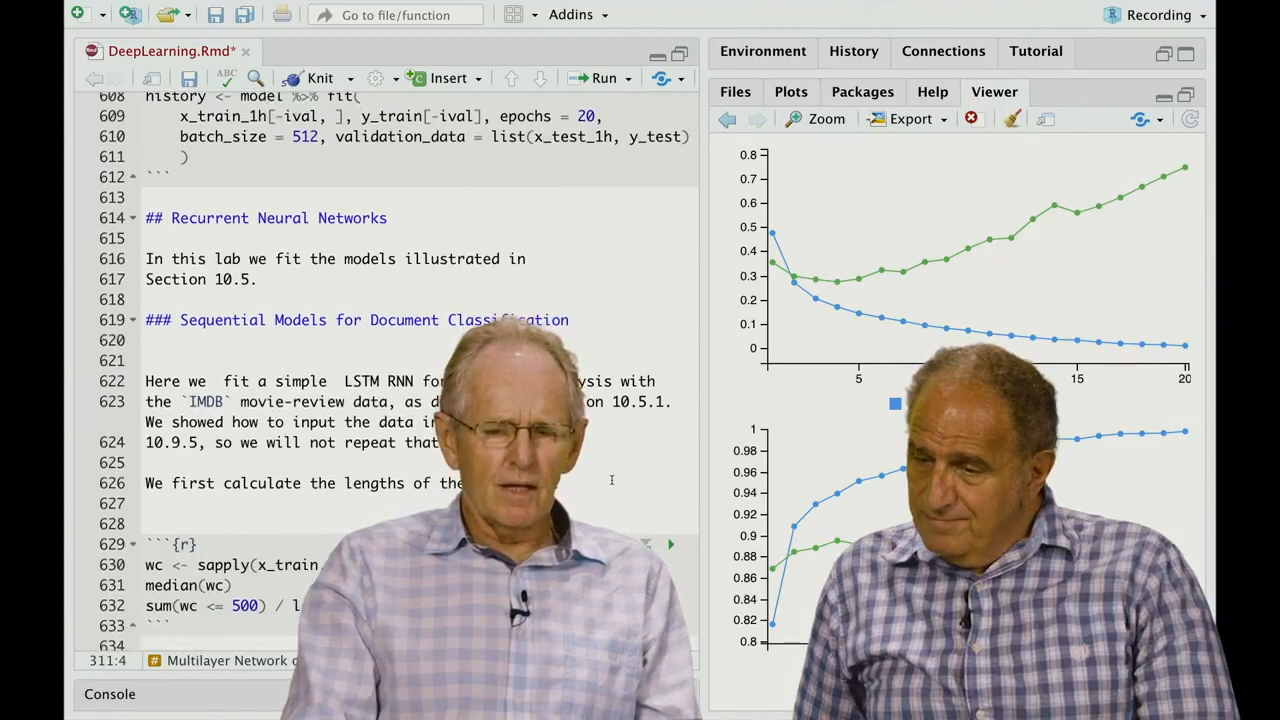 Go to file/function
Addins
Recording
DeepLearning.Rmd*
Knit
Insert
Run
608 history <- model %>% fit(
609 x_train_1h[-ival, ], y_train[-ival], epochs = 20,
610 batch_size = 512, validation_data = list(x_test_1h, y_test)
611 )
612 ```
613
614 ## Recurrent Neural Networks
615
616 In this lab we fit the models illustrated in
617 Section 10.5.
618
619 ### Sequential Models for Document Classification
620
621
622 Here we fit a simple LSTM RNN for with
623 the `IMDB` movie-review data, as 10.5.1.
We showed how to input the data
624 10.9.5, so we will not repeat that
625
626 We first calculate the lengths of the
627
628
629 ```{r}
630 wc <- sapply(x_train
631 median(wc)
632 sum(wc <= 500) /
633 ```
634
311:4 # Multilayer Network
Console
Environment History Connections Tutorial
Files Plots Packages Help Viewer
Zoom Export
0.8
0.7
0.6
0.5
0.4
0.3
0.2
0.1
0
5 15 20
1
0.98
0.96
0.94
0.92
0.9
0.88
0.86
0.84
0.82
0.8